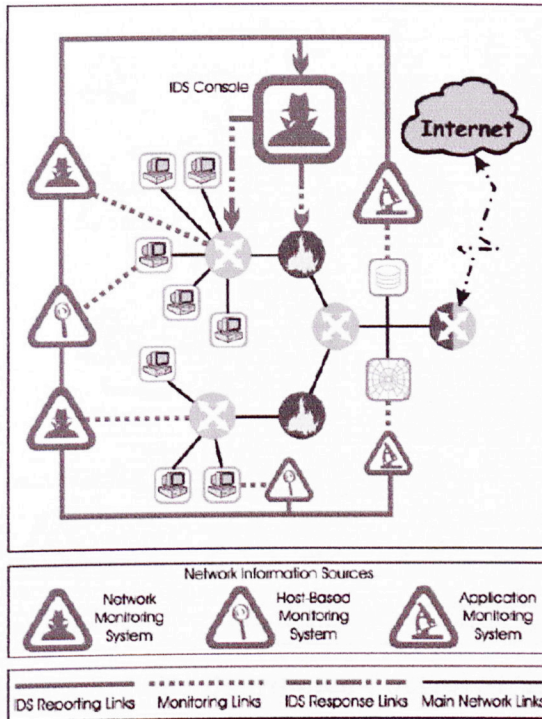 IDS Console
Internet
Network Information Sources
Network
Monitoring
System
Host-Based
Monitoring
System
Application
Monitoring
System
IDS Reporting Links
Monitoring Links
IDS Response Links
Main Network Links